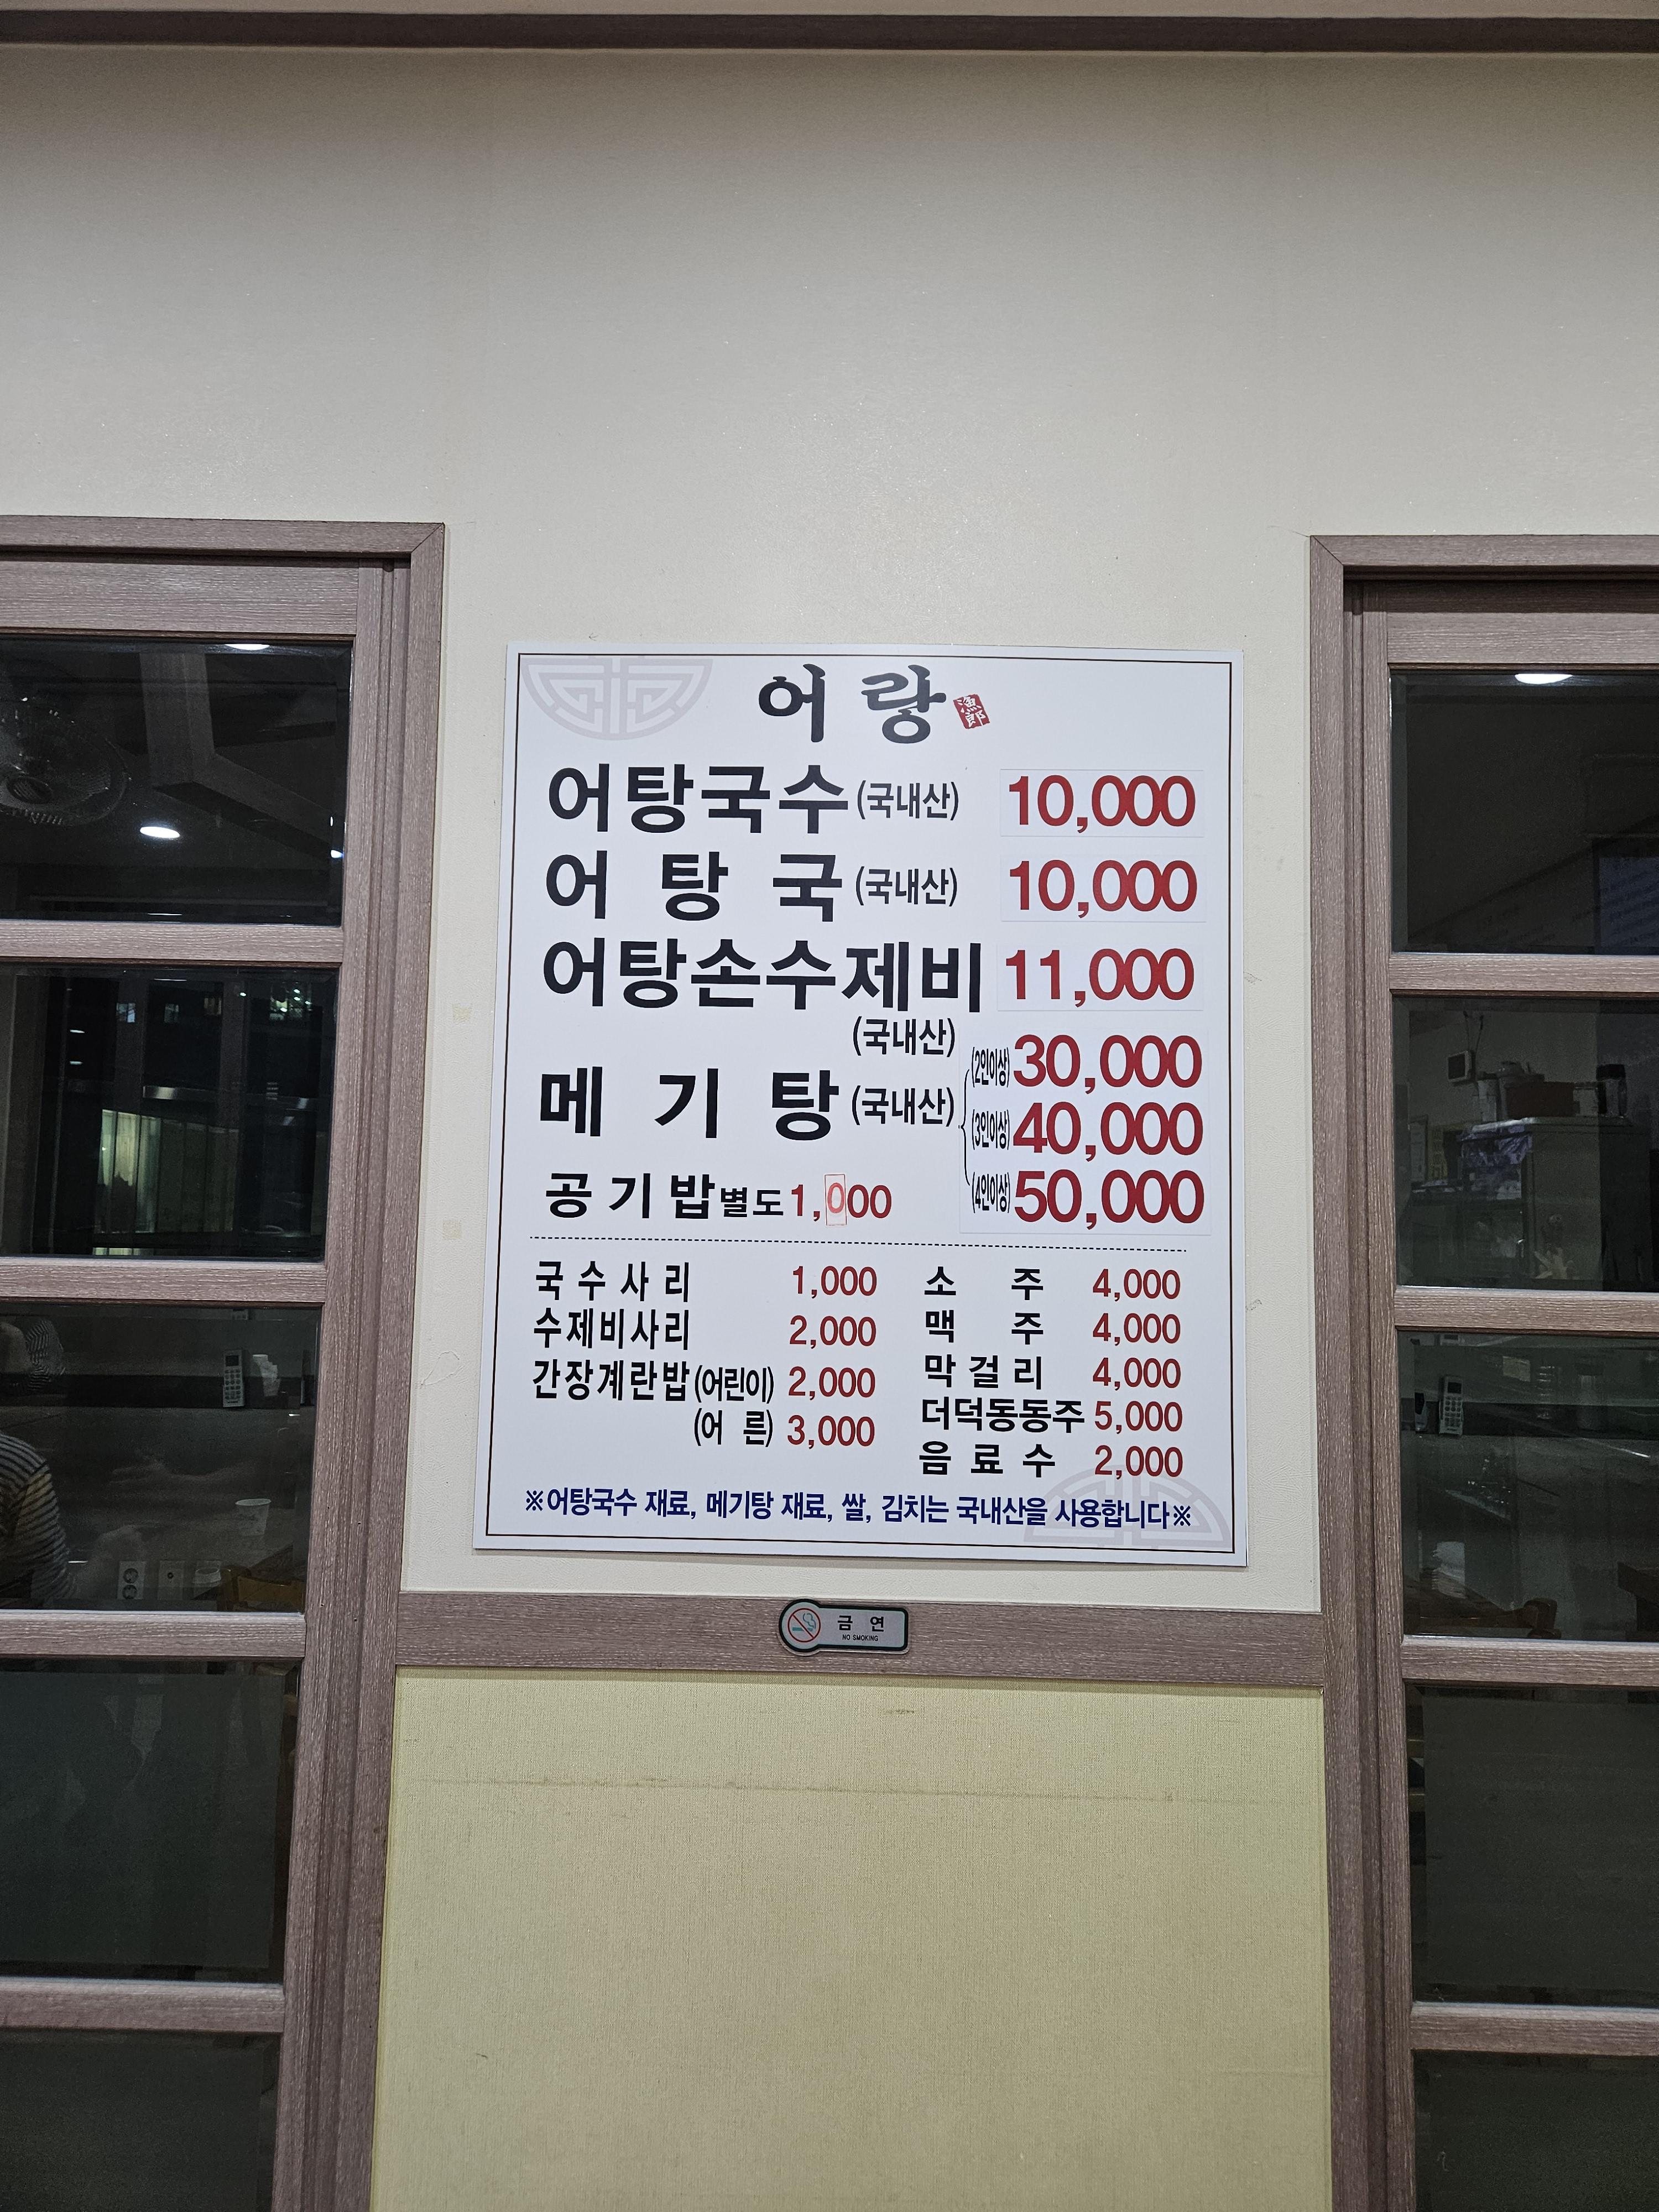 어랑 漁郎
어탕국수 (국내산) 10,000
어탕국 (국내산) 10,000
어탕손수제비 11,000
(국내산)
메기탕 (국내산)
(2인이상) 30,000
(3인이상) 40,000
(4인이상) 50,000
공기밥 별도 1,000
국수사리 1,000
수제비사리 2,000
간장계란밥 (어린이) 2,000
(어른) 3,000
소주 4,000
맥주 4,000
막걸리 4,000
더덕동동주 5,000
음료수 2,000
※어탕국수 재료, 메기탕 재료, 쌀, 김치는 국내산을 사용합니다※
금연
NO SMOKING